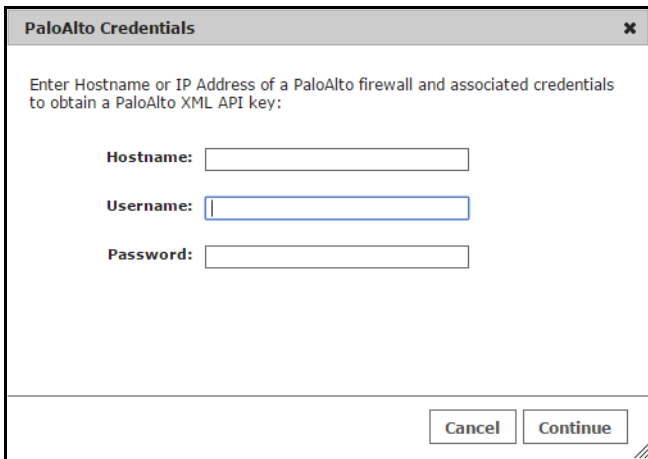 PaloAlto Credentials
Enter Hostname or IP Address of a PaloAlto firewall and associated credentials
to obtain a PaloAlto XML API key:
Hostname:
Username:
Password:
Cancel Continue